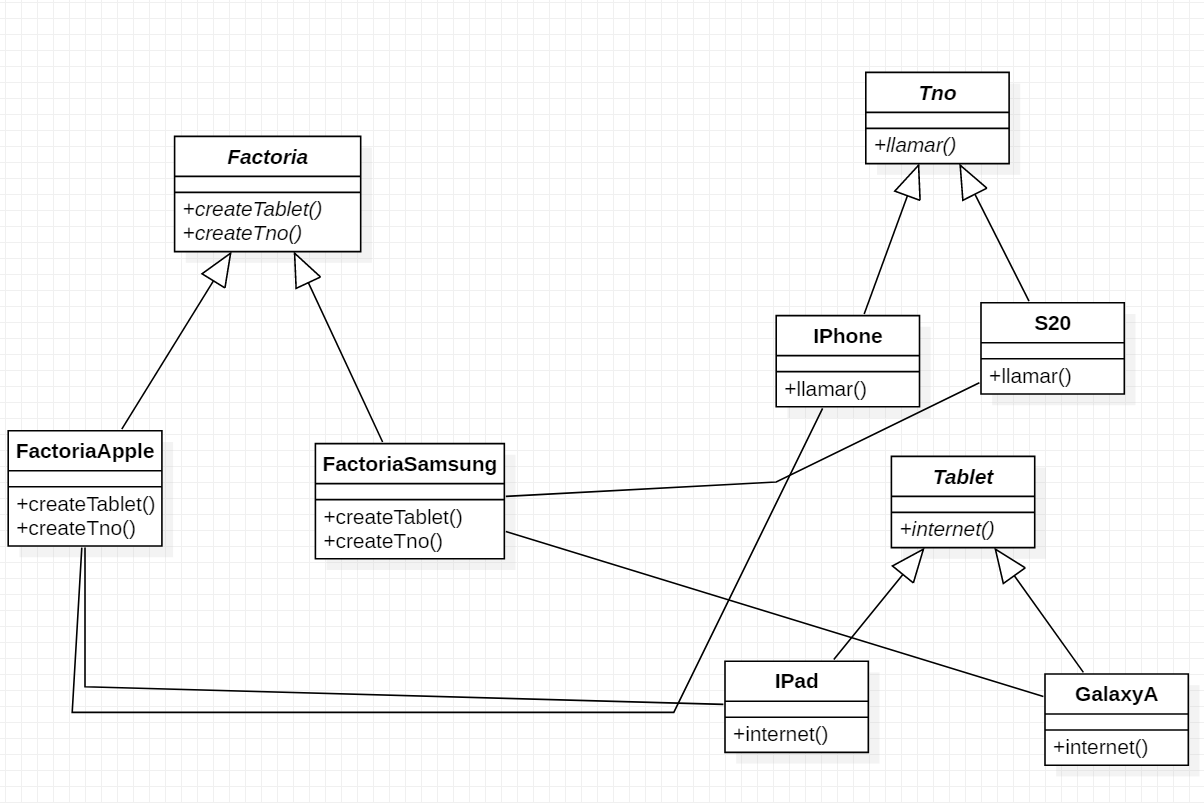 Tno
+llamar()
Factoria
+createTablet()
+createTno()
IPhone
+llamar()
S20
+llamar()
FactoriaApple
+createTablet()
+createTno()
FactoriaSamsung
+createTablet()
+createTno()
Tablet
+internet()
IPad
+internet()
GalaxyA
+internet()